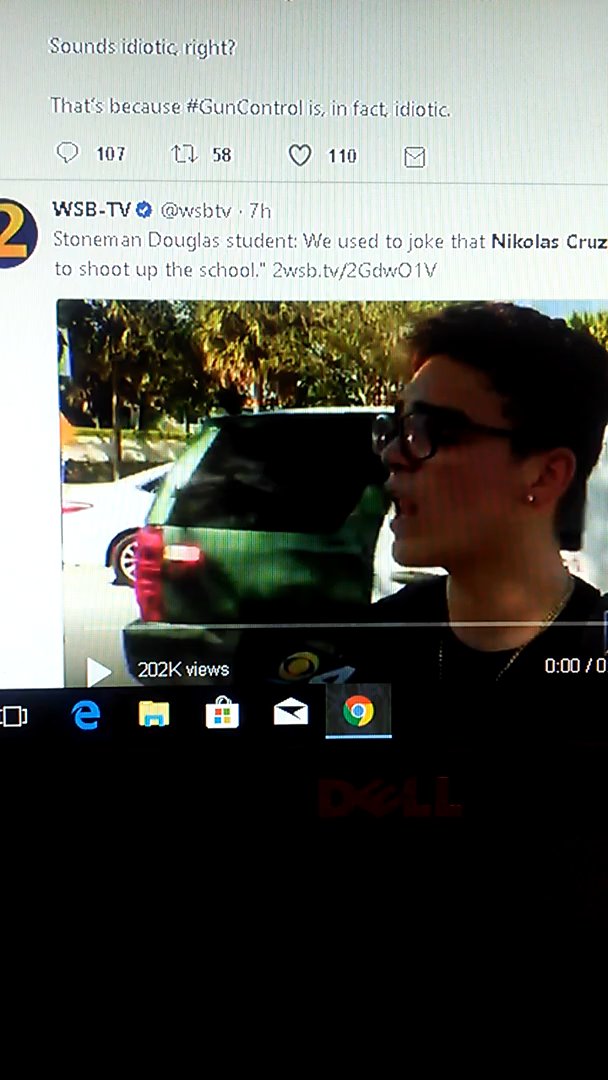 Sounds idiotic, right?
That's because #GunControl is, in fact, idiotic.
107 58 110
2
WSB-TV @wsbtv · 7h
Stoneman Douglas student: We used to joke that Nikolas Cruz
to shoot up the school." 2wsb.tv/2GdwO1V
4
202K views 0:00 / 0
DELL